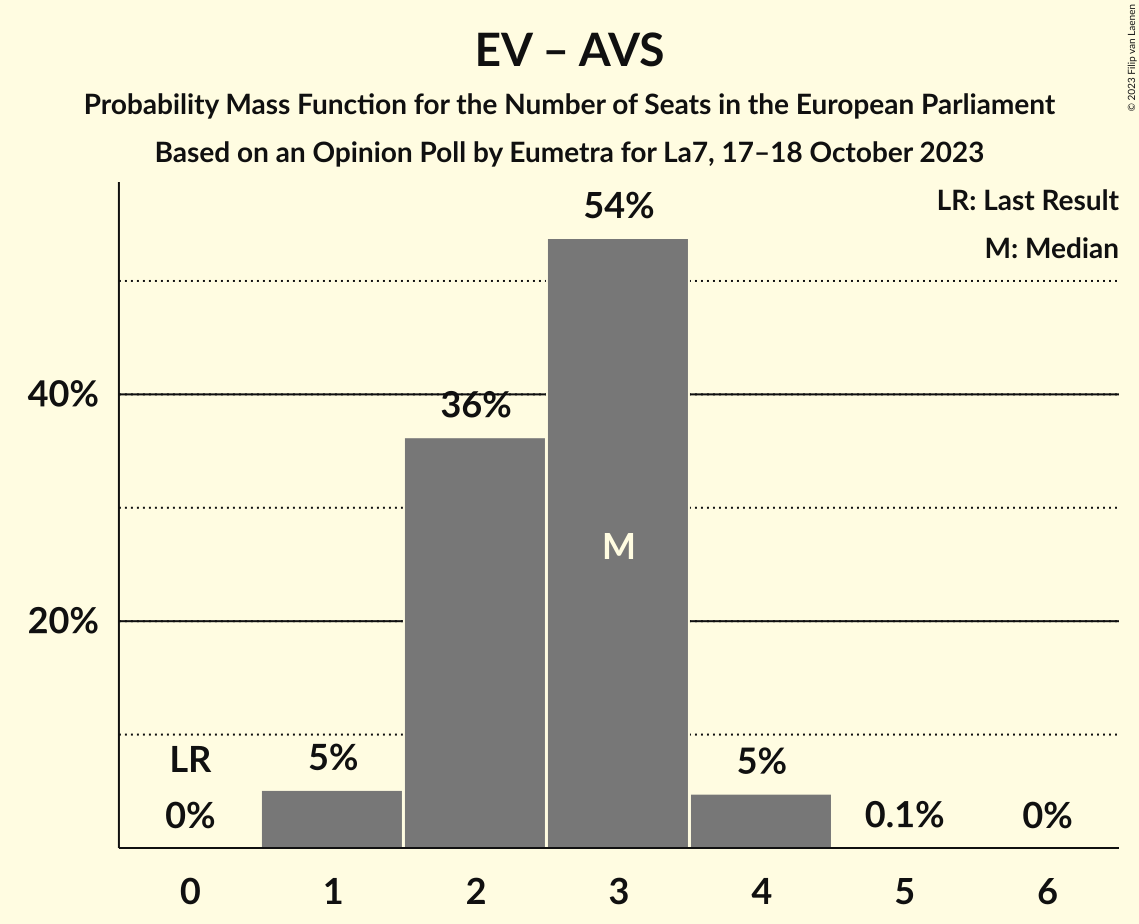 EV – AVS
Probability Mass Function for the Number of Seats in the European Parliament
Based on an Opinion Poll by Eumetra for La7, 17–18 October 2023
© 2023 Filip van Laenen
LR: Last Result
M: Median
54%
40%
36%
M
20%
LR
5%
5%
0%
0.1%
0%
0 1 2 3 4 5 6